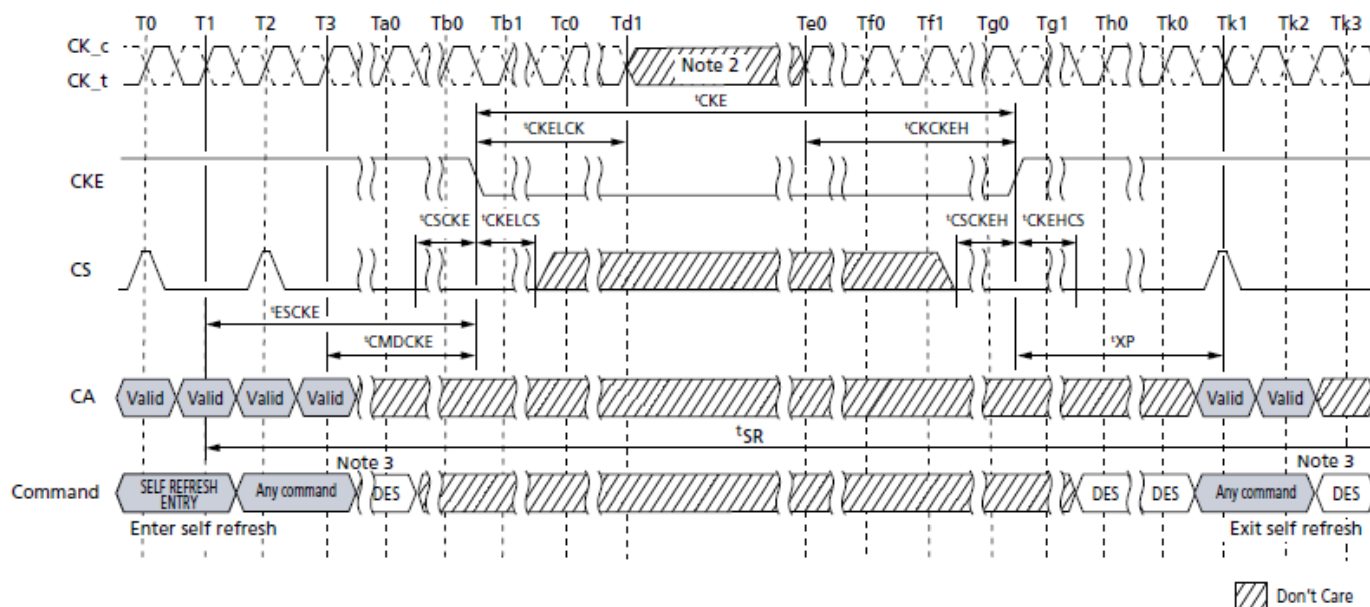 T0 T1 T2 T3 Ta0 Tb0 Tb1 Tc0 Td1 Te0 Tf0 Tf1 Tg0 Tg1 Th0 Tk0 Tk1 Tk2 Tk3
CK_c
CK_t
Note 2
tCKE
tCKELCK tCKCKEH
CKE
tCSCKE tCKELCS tCSCKEH tCKEHCS
CS
tESCKE
tCMDCKE tXP
CA Valid Valid Valid Valid Valid Valid
tSR
Note 3 Note 3
Command SELF REFRESH ENTRY Any command DES DES DES Any command DES
Enter self refresh Exit self refresh
Don't Care